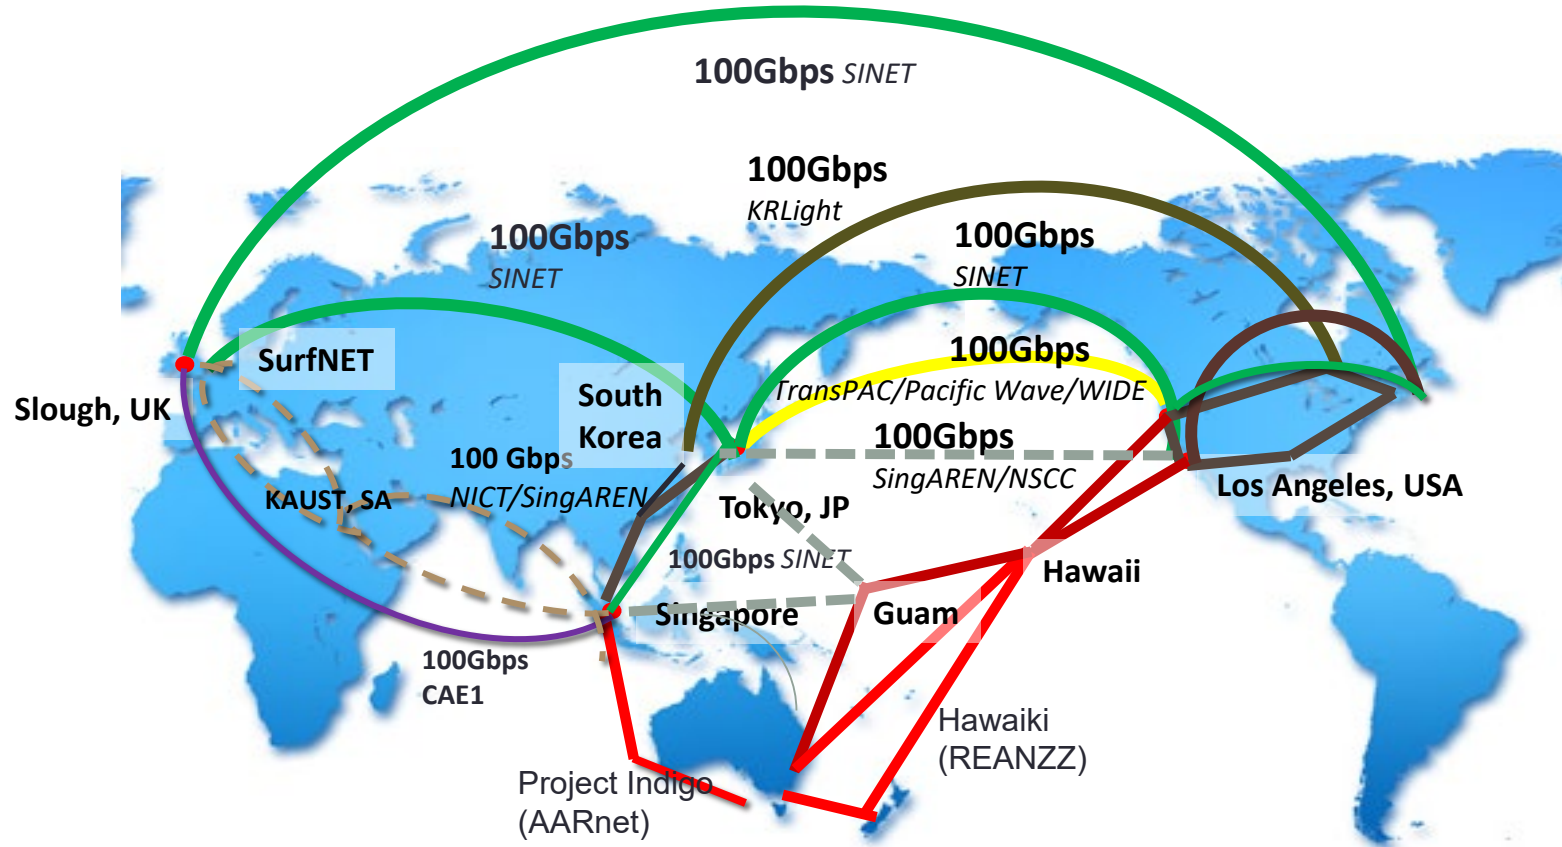 100Gbps SINET
100Gbps
KRLight
100Gbps
SINET
100Gbps
SINET
100Gbps
TransPAC/Pacific Wave/WIDE
SurfNET
South
Korea
Slough, UK
100Gbps
SingAREN/NSCC
100 Gbps
NICT/SingAREN
KAUST, SA
Los Angeles, USA
Tokyo, JP
100Gbps SINET
Hawaii
Singapore
Guam
100Gbps
CAE1
Hawaiki
(REANZZ)
Project Indigo
(AARnet)